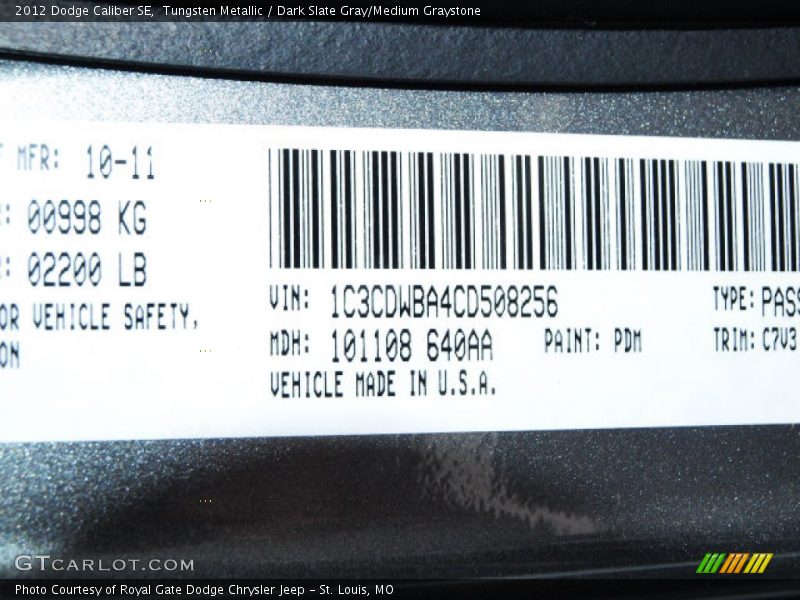 2012 Dodge Caliber SE, Tungsten Metallic / Dark Slate Gray/Medium Graystone
MFR: 10-11
00998 KG
02200 LB
OR VEHICLE SAFETY,
ON
VIN: 1C3CDWBA4CD508256
TYPE: PASS
MDH: 101108 640AA
PAINT: PDM
TRIM: C7V3
VEHICLE MADE IN U.S.A.
GTCARLOT.COM
Photo Courtesy of Royal Gate Dodge Chrysler Jeep - St. Louis, MO